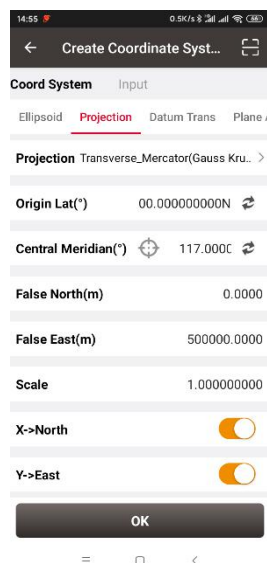 14:55 0.5K/s 36
Create Coordinate Syst...
Coord System Input
Ellipsoid Projection Datum Trans Plane
Projection Transverse_Mercator(Gauss Kru.. >
Origin Lat(°) 00.000000000N
Central Meridian(°) 117.000
False North(m) 0.0000
False East(m) 500000.0000
Scale 1.000000000
X->North
Y->East
OK